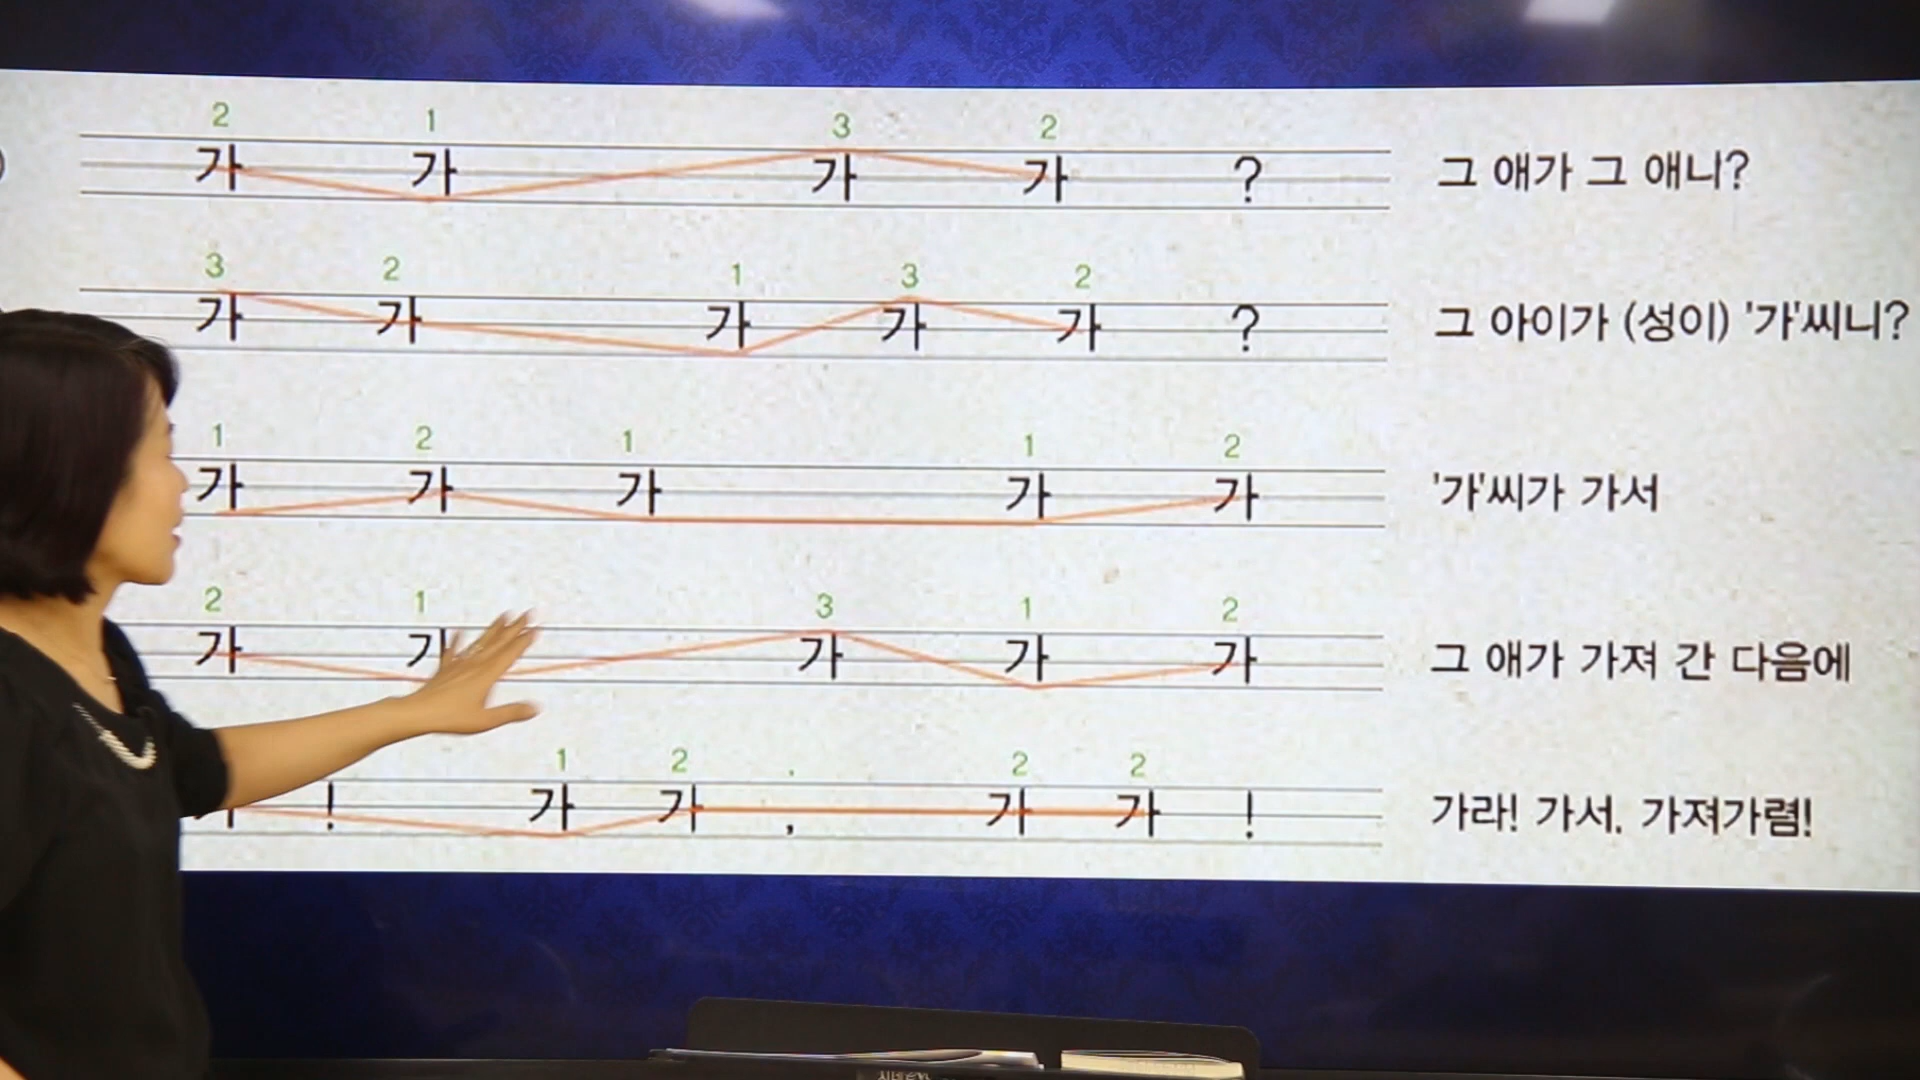 2 1 3 2
가 가 가 가 ? 그 애가 그 애니?
3 2 1 3 2
가 가 가 가 가 ? 그 아이가 (성이) '가'씨니?
1 2 1 1 2
가 가 가 가 가 '가'씨가 가서
2 1 3 1 2
가 가 가 가 가 그 애가 가져 간 다음에
1 2 2 2
! 가 가 , 가 가 ! 가라! 가서. 가져가렴!